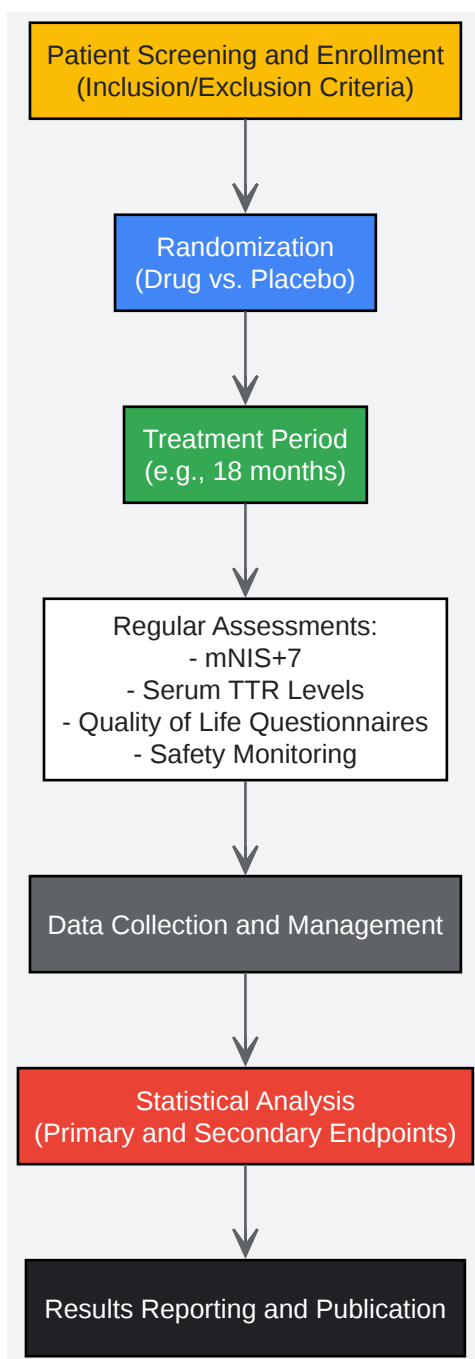 Patient Screening and Enrollment
(Inclusion/Exclusion Criteria)
Randomization
(Drug vs. Placebo)
Treatment Period
(e.g., 18 months)
Regular Assessments:
- mNIS+7
- Serum TTR Levels
- Quality of Life Questionnaires
- Safety Monitoring
Data Collection and Management
Statistical Analysis
(Primary and Secondary Endpoints)
Results Reporting and Publication